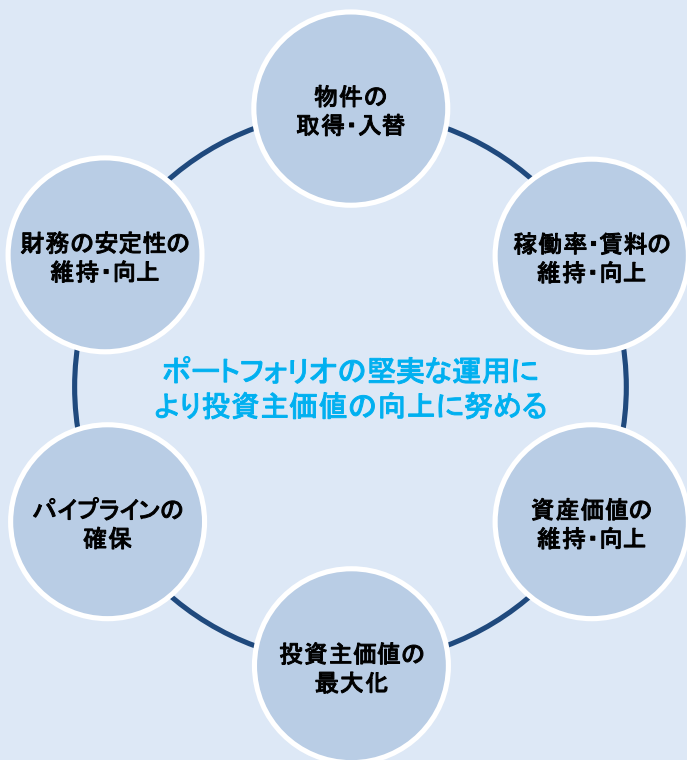 物件の
取得・入替
稼働率・賃料の
維持・向上
資産価値の
維持・向上
投資主価値の
最大化
パイプラインの
確保
財務の安定性の
維持・向上
ポートフォリオの堅実な運用に
より投資主価値の向上に努める